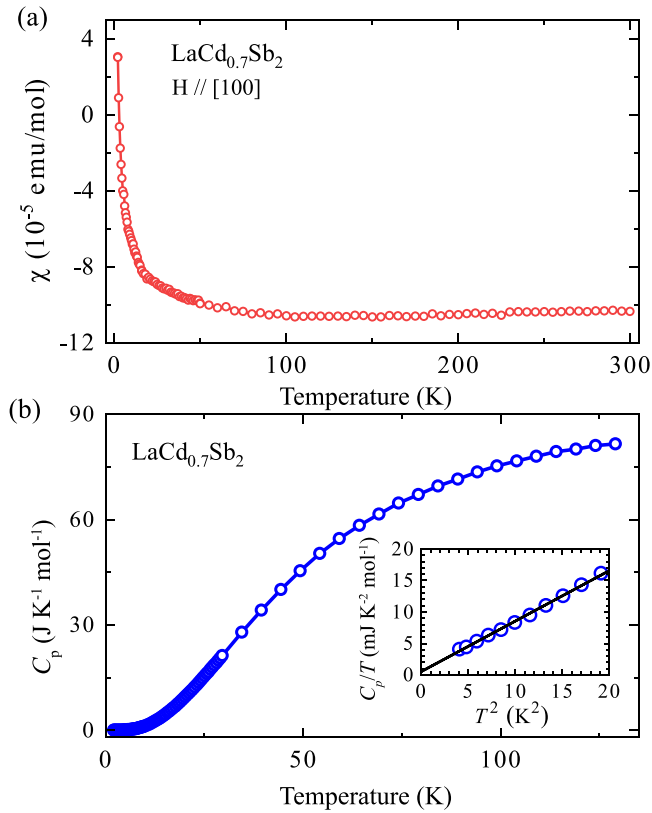 (a)
LaCd0.7Sb2
H // [100]
4
0
-4
-8
-12
χ (10-5 emu/mol)
0
100
200
300
Temperature (K)
(b)
LaCd0.7Sb2
90
60
30
0
Cp (J K-1 mol-1)
20
15
10
5
0
Cp/T (mJ K-2 mol-1)
0
5
10
15
20
T2 (K2)
0
50
100
Temperature (K)